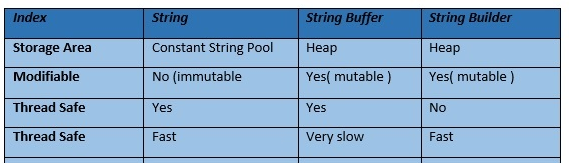 Index String String Buffer String Builder
Storage Area Constant String Pool Heap Heap
Modifiable No (immutable Yes( mutable ) Yes( mutable )
Thread Safe Yes Yes No
Thread Safe Fast Very slow Fast